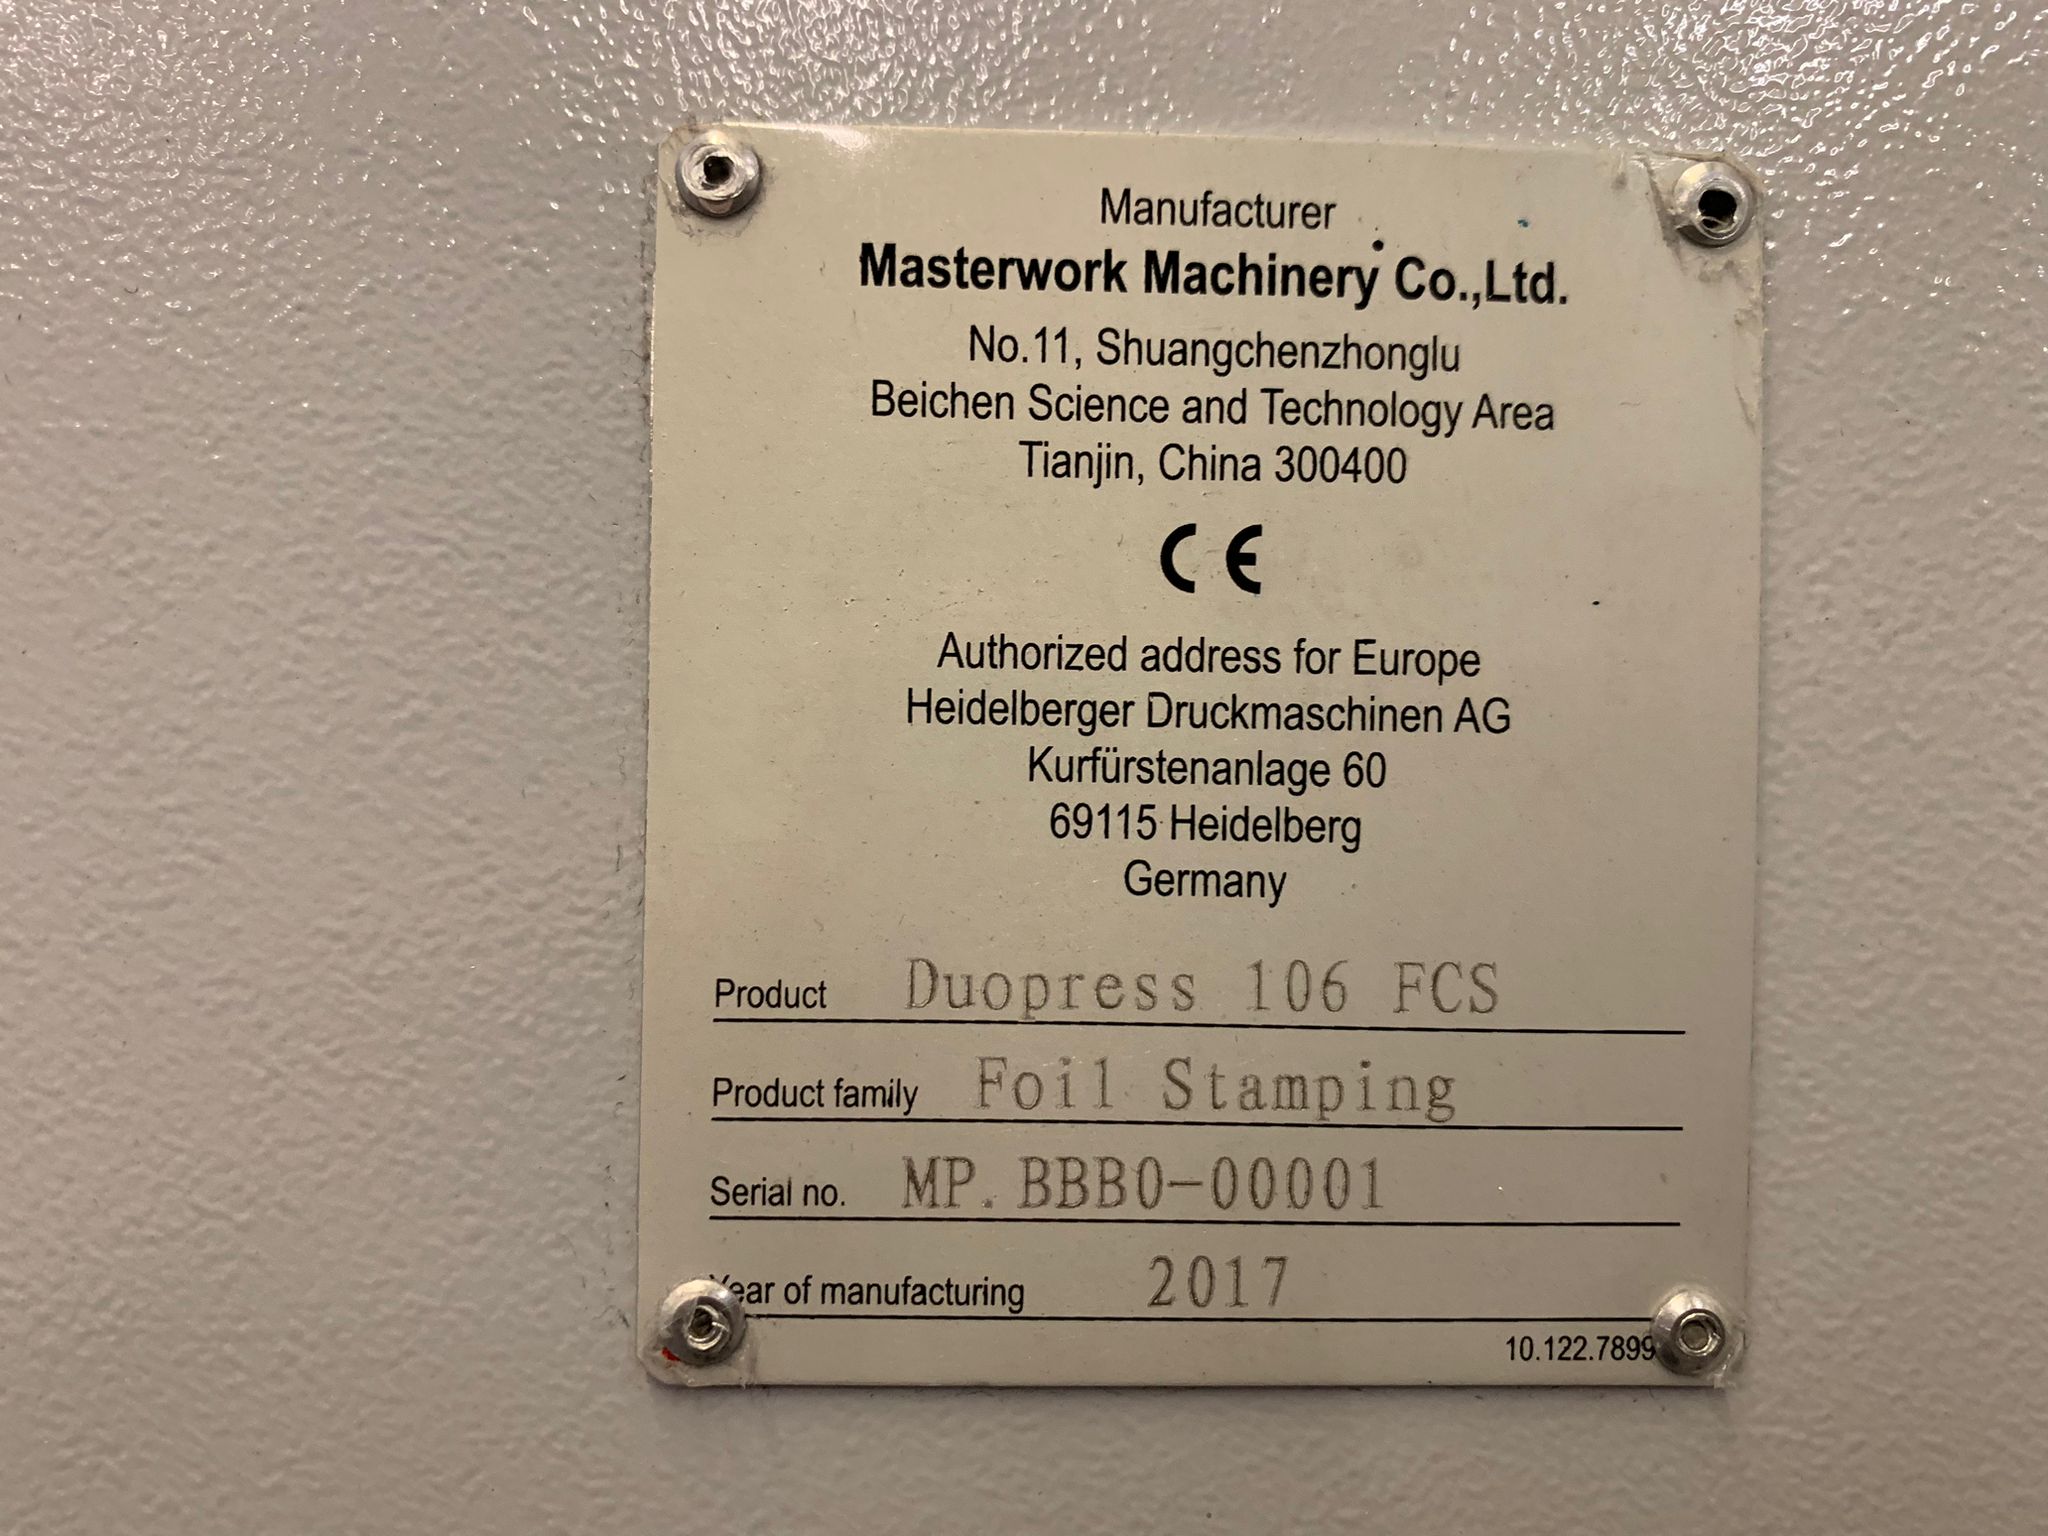 Manufacturer
Masterwork Machinery Co.,Ltd.
No.11, Shuangchenzhonglu
Beichen Science and Technology Area
Tianjin, China 300400
CE
Authorized address for Europe
Heidelberger Druckmaschinen AG
Kurfürstenanlage 60
69115 Heidelberg
Germany
Product Duopress 106 FCS
Product family Foil Stamping
Serial no. MP.BBB0-00001
Year of manufacturing 2017
10.122.7899